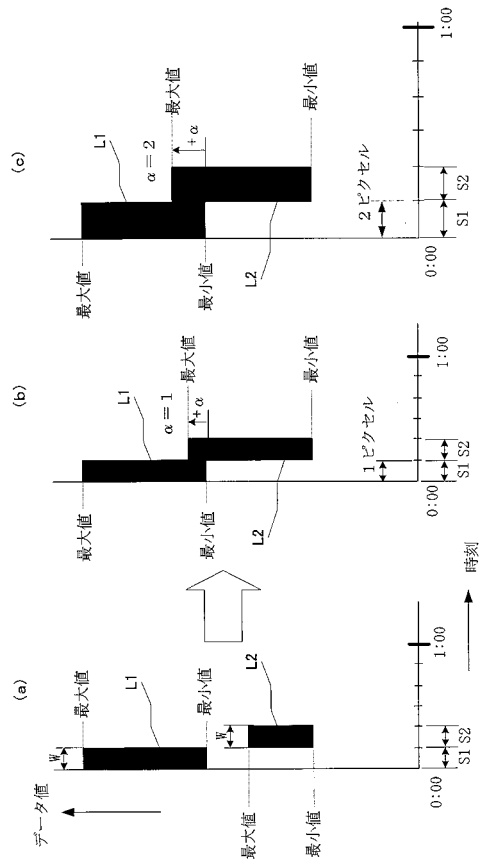 (a)
データ値
W
最大値
L1
最小値
W
L2
最大値
最小値
0:00
S1
S2
1:00
時刻
(b)
最大値
L1
α=1
最大値
+α
最小値
L2
最小値
1 ピクセル
0:00
S1
S2
1:00
(c)
最大値
L1
α=2
最大値
+α
最小値
L2
最小値
2 ピクセル
0:00
S1
S2
1:00